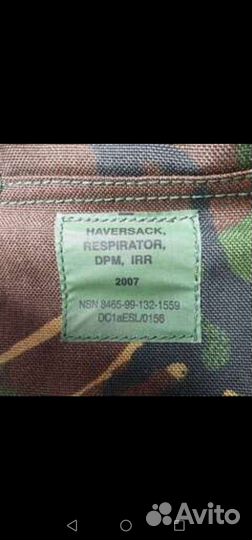 HAVERSACK,
RESPIRATOR,
DPM, IRR
2007
NSN 8465-99-132-1559
DC1aESL/0156
Avito